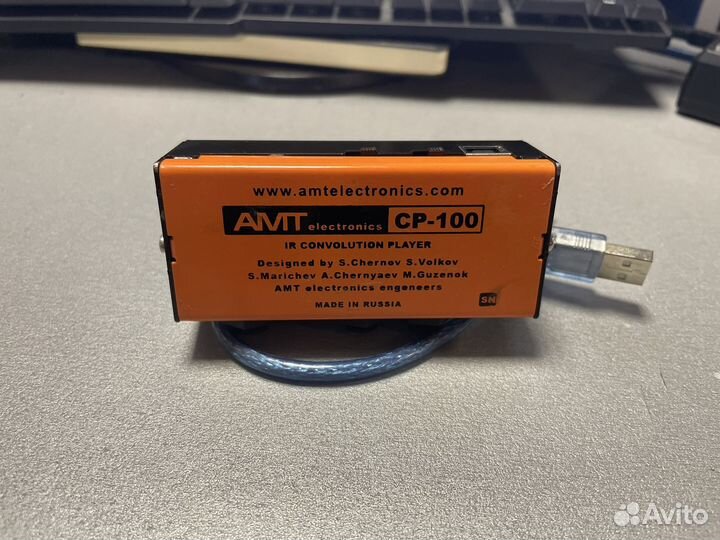 www.amtelectronics.com
AMT electronics CP-100
IR CONVOLUTION PLAYER
Designed by S.Chernov S.Volkov
S.Marichev A.Chernyaev M.Guzenok
AMT electronics engeneers
MADE IN RUSSIA
SN
Avito